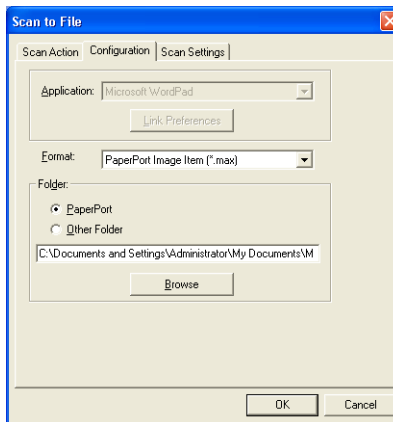 Scan to File
Scan Action Configuration Scan Settings
Application: Microsoft WordPad
Link Preferences
Format: PaperPort Image Item (*.max)
Folder:
PaperPort
Other Folder
C:\Documents and Settings\Administrator\My Documents\M
Browse
OK Cancel